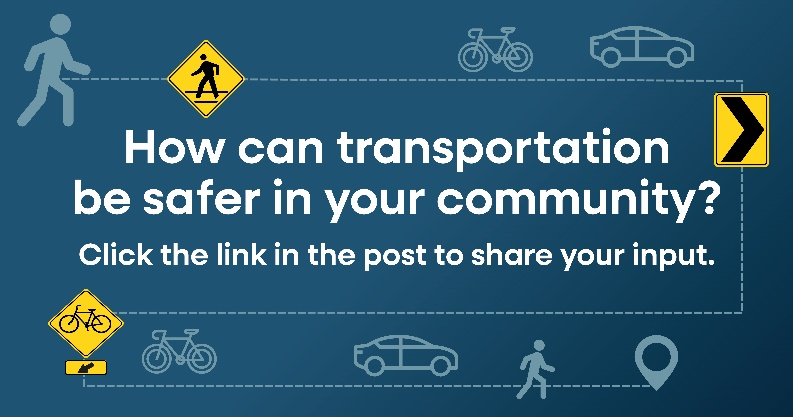 How can transportation
be safer in your community?
Click the link in the post to share your input.